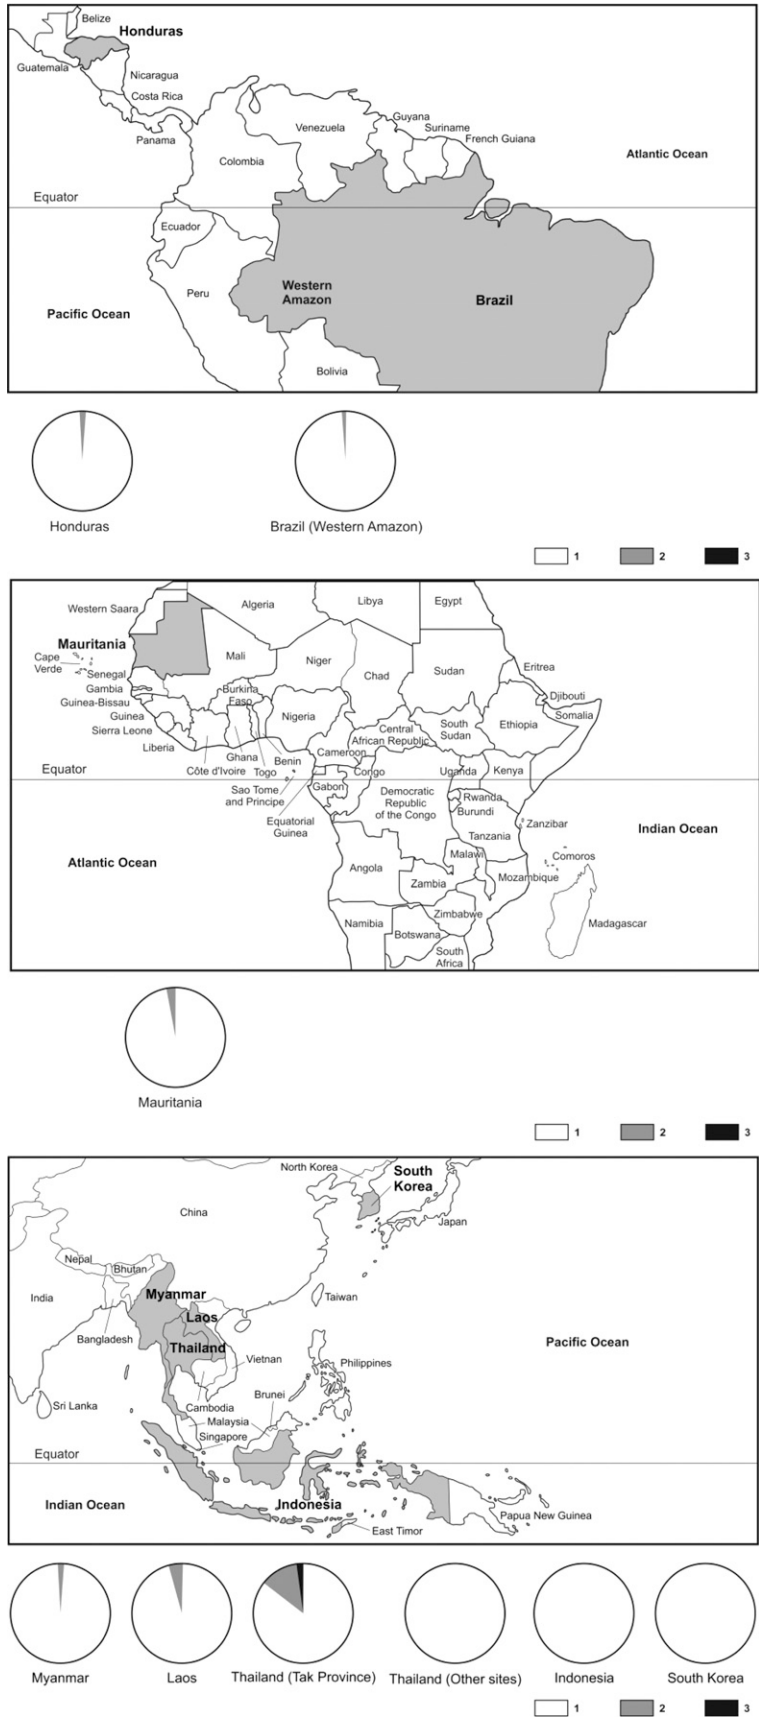 Belize
Honduras
Guatemala
Nicaragua
Costa Rica
Panama
Venezuela
Guyana
Suriname
French Guiana
Colombia
Atlantic Ocean
Equator
Ecuador
Peru
Western
Amazon
Brazil
Pacific Ocean
Bolivia
Honduras
Brazil (Western Amazon)
1 2 3
Western Saara
Algeria
Libya
Egypt
Mauritania
Cape
Verde
Mali
Niger
Chad
Sudan
Eritrea
Senegal
Gambia
Guinea-Bissau
Guinea
Sierra Leone
Liberia
Burkina
Faso
Nigeria
Djibouti
Somalia
Ethiopia
South
Sudan
Central
African Republic
Cameroon
Ghana
Benin
Côte d'Ivoire
Togo
Equator
Sao Tome
and Principe
Equatorial
Guinea
Gabon
Congo
Uganda
Kenya
Democratic
Republic
of the Congo
Rwanda
Burundi
Tanzania
Zanzibar
Indian Ocean
Atlantic Ocean
Angola
Malawi
Zambia
Mozambique
Comoros
Zimbabwe
Namibia
Botswana
South
Africa
Madagascar
Mauritania
1 2 3
North Korea
South
Korea
China
Japan
Nepal
Bhutan
India
Myanmar
Taiwan
Laos
Bangladesh
Thailand
Pacific Ocean
Vietnan
Philippines
Sri Lanka
Cambodia
Brunei
Malaysia
Singapore
Equator
Indian Ocean
Indonesia
Papua New Guinea
East Timor
Myanmar
Laos
Thailand (Tak Province)
Thailand (Other sites)
Indonesia
South Korea
1 2 3